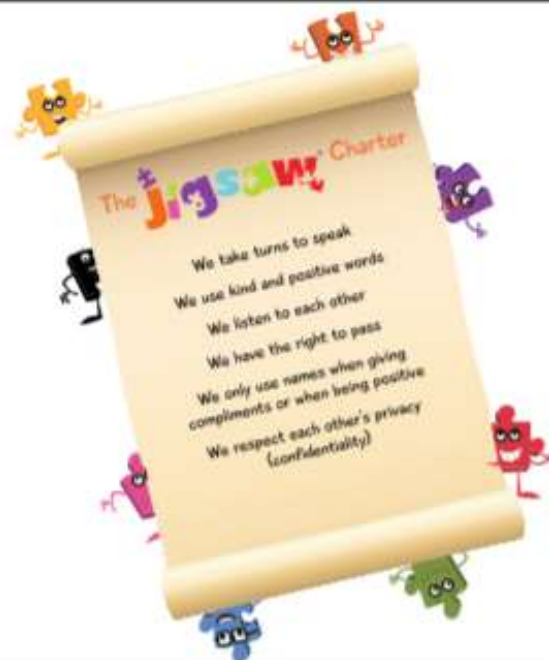 The Jigsaw Charter
We take turns to speak
We use kind and positive words
We listen to each other
We have the right to pass
We only use names when giving
compliments or when being positive
We respect each other's privacy
(confidentiality)